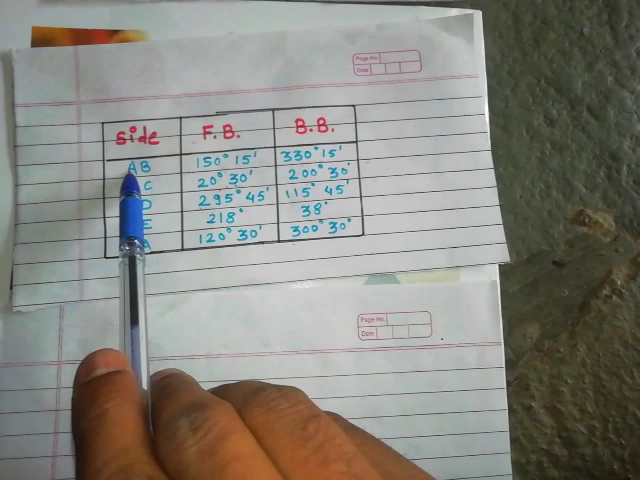 Page No.
Date
side F.B. B.B.
AB 150° 15' 330° 15'
C 20° 30' 200° 30'
D 295° 45' 115° 45'
E 218° 38°
A 120° 30' 300° 30'
Page No.
Date